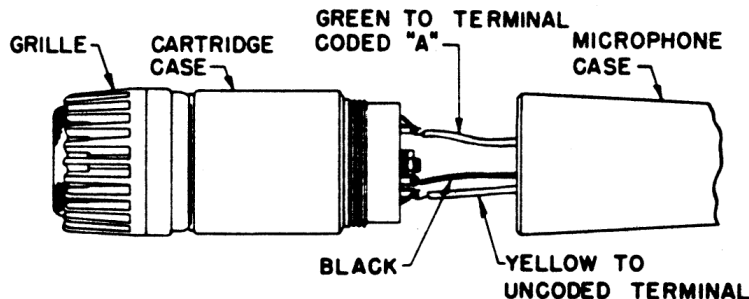 GRILLE
CARTRIDGE
CASE
GREEN TO TERMINAL
CODED "A"
MICROPHONE
CASE
BLACK
YELLOW TO
UNCODED TERMINAL